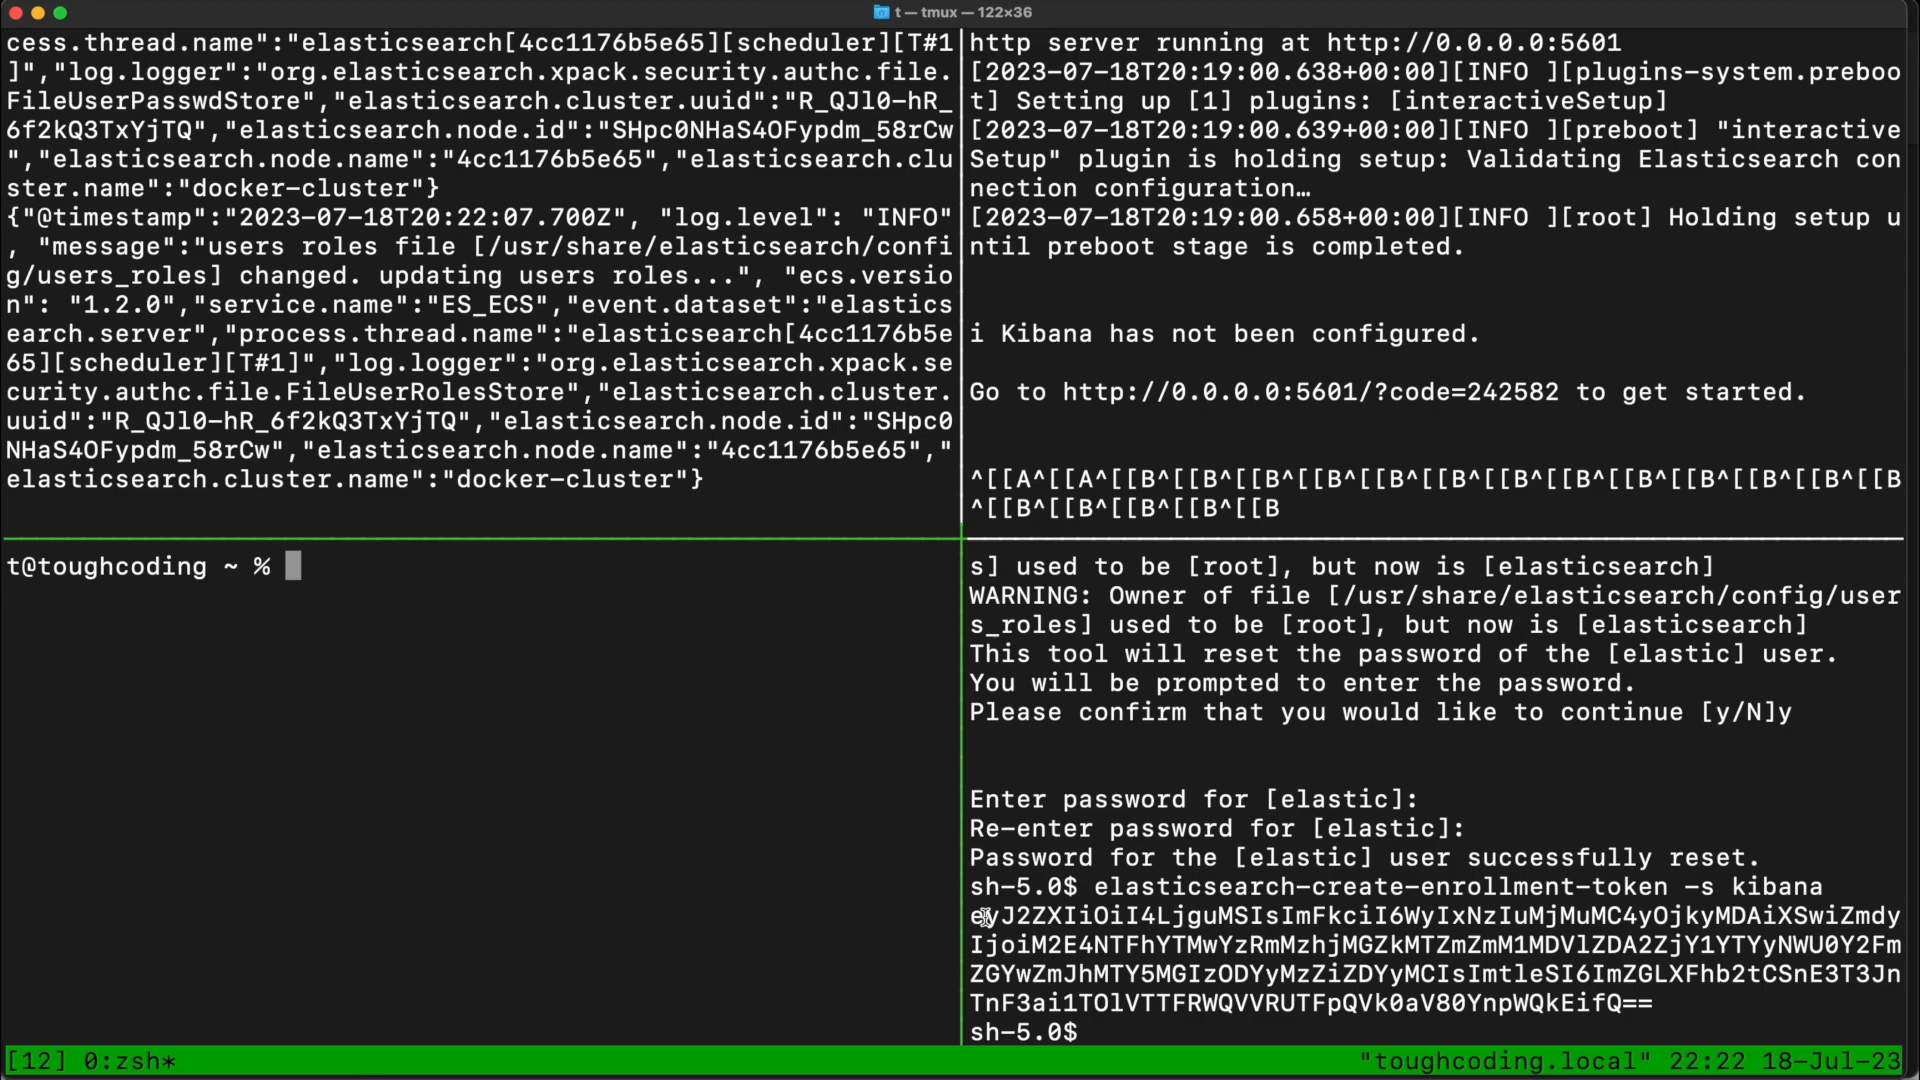 t — tmux — 122×36
cess.thread.name":"elasticsearch[4cc1176b5e65][scheduler][T#1
]","log.logger":"org.elasticsearch.xpack.security.authc.file.
FileUserPasswdStore","elasticsearch.cluster.uuid":"R_QJl0-hR_
6f2kQ3TxYjTQ","elasticsearch.node.id":"SHpc0NHaS4OFypdm_58rCw
","elasticsearch.node.name":"4cc1176b5e65","elasticsearch.clu
ster.name":"docker-cluster"}
{"@timestamp":"2023-07-18T20:22:07.700Z", "log.level": "INFO"
, "message":"users roles file [/usr/share/elasticsearch/confi
g/users_roles] changed. updating users roles...", "ecs.versio
n": "1.2.0","service.name":"ES_ECS","event.dataset":"elastics
earch.server","process.thread.name":"elasticsearch[4cc1176b5e
65][scheduler][T#1]","log.logger":"org.elasticsearch.xpack.se
curity.authc.file.FileUserRolesStore","elasticsearch.cluster.
uuid":"R_QJl0-hR_6f2kQ3TxYjTQ","elasticsearch.node.id":"SHpc0
NHaS4OFypdm_58rCw","elasticsearch.node.name":"4cc1176b5e65","
elasticsearch.cluster.name":"docker-cluster"}
http server running at http://0.0.0.0:5601
[2023-07-18T20:19:00.638+00:00][INFO ][plugins-system.preboo
t] Setting up [1] plugins: [interactiveSetup]
[2023-07-18T20:19:00.639+00:00][INFO ][preboot] "interactive
Setup" plugin is holding setup: Validating Elasticsearch con
nection configuration…
[2023-07-18T20:19:00.658+00:00][INFO ][root] Holding setup u
ntil preboot stage is completed.
i Kibana has not been configured.
Go to http://0.0.0.0:5601/?code=242582 to get started.
^[[A^[[A^[[B^[[B^[[B^[[B^[[B^[[B^[[B^[[B^[[B^[[B^[[B^[[B^[[B
^[[B^[[B^[[B^[[B^[[B
t@toughcoding ~ %
s] used to be [root], but now is [elasticsearch]
WARNING: Owner of file [/usr/share/elasticsearch/config/user
s_roles] used to be [root], but now is [elasticsearch]
This tool will reset the password of the [elastic] user.
You will be prompted to enter the password.
Please confirm that you would like to continue [y/N]y
Enter password for [elastic]:
Re-enter password for [elastic]:
Password for the [elastic] user successfully reset.
sh-5.0$ elasticsearch-create-enrollment-token -s kibana
eyJ2ZXIiOiI4LjguMSIsImFkciI6WyIxNzIuMjMuMC4yOjkyMDAiXSwiZmdy
IjoiM2E4NTFhYTMwYzRmMzhjMGZkMTZmZmM1MDVlZDA2ZjY1YTYyNWU0Y2Fm
ZGYwZmJhMTY5MGIzODYyMzZiZDYyMCIsImtleSI6ImZGLXFhb2tCSnE3T3Jn
TnF3ai1TOlVTTFRWQVVRUTFpQVk0aV80YnpWQkEifQ==
sh-5.0$
[12] 0:zsh*
"toughcoding.local" 22:22 18-Jul-23